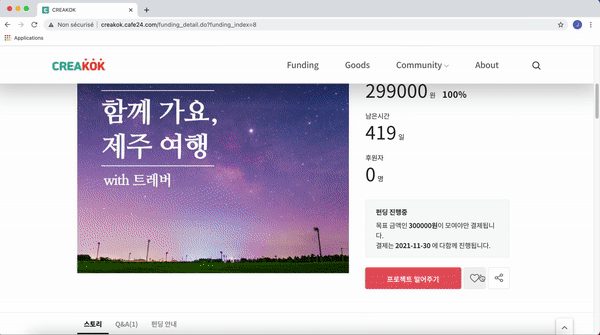 CREAKOK
Non sécurisé | creakok.cafe24.com/funding_detail.do?funding_index=8
J
Applications
CREAKOK
Funding
Goods
Community
About
함께 가요,
제주 여행
with 트레버
299000 원 100%
남은시간
419 일
후원자
0 명
펀딩 진행중
목표 금액인 300000원이 모여야만 결제됩니
다.
결제는 2021-11-30 에 다함께 진행됩니다.
프로젝트 밀어주기
스토리
Q&A(1)
펀딩 안내